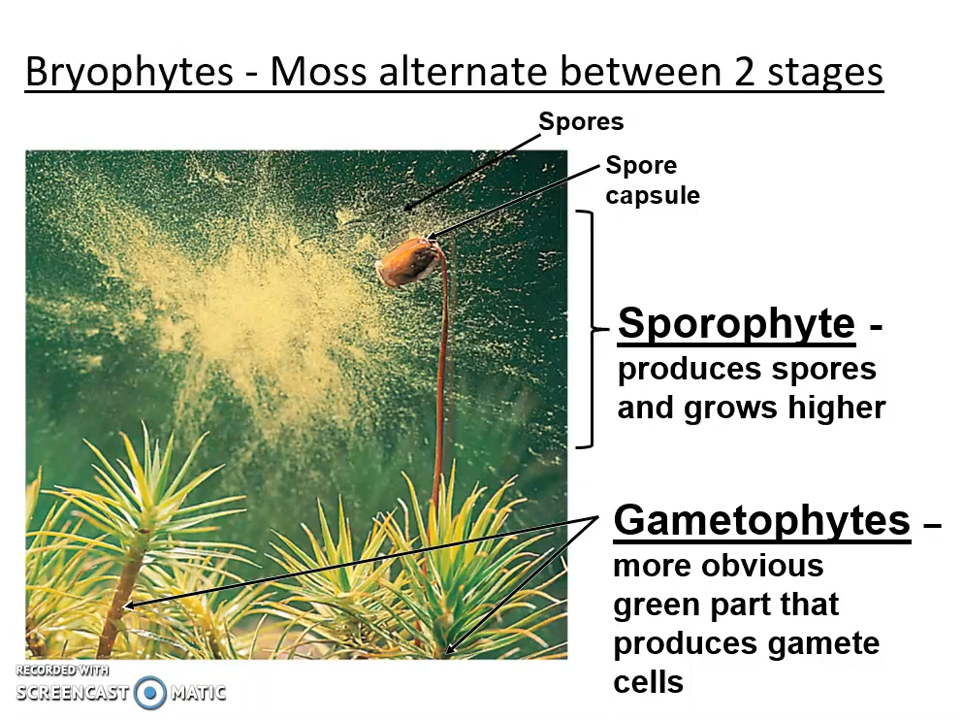 Bryophytes - Moss alternate between 2 stages
Spores
Spore
capsule
Sporophyte -
produces spores
and grows higher
Gametophytes –
more obvious
green part that
produces gamete
cells
RECORDED WITH
SCREENCAST MATIC